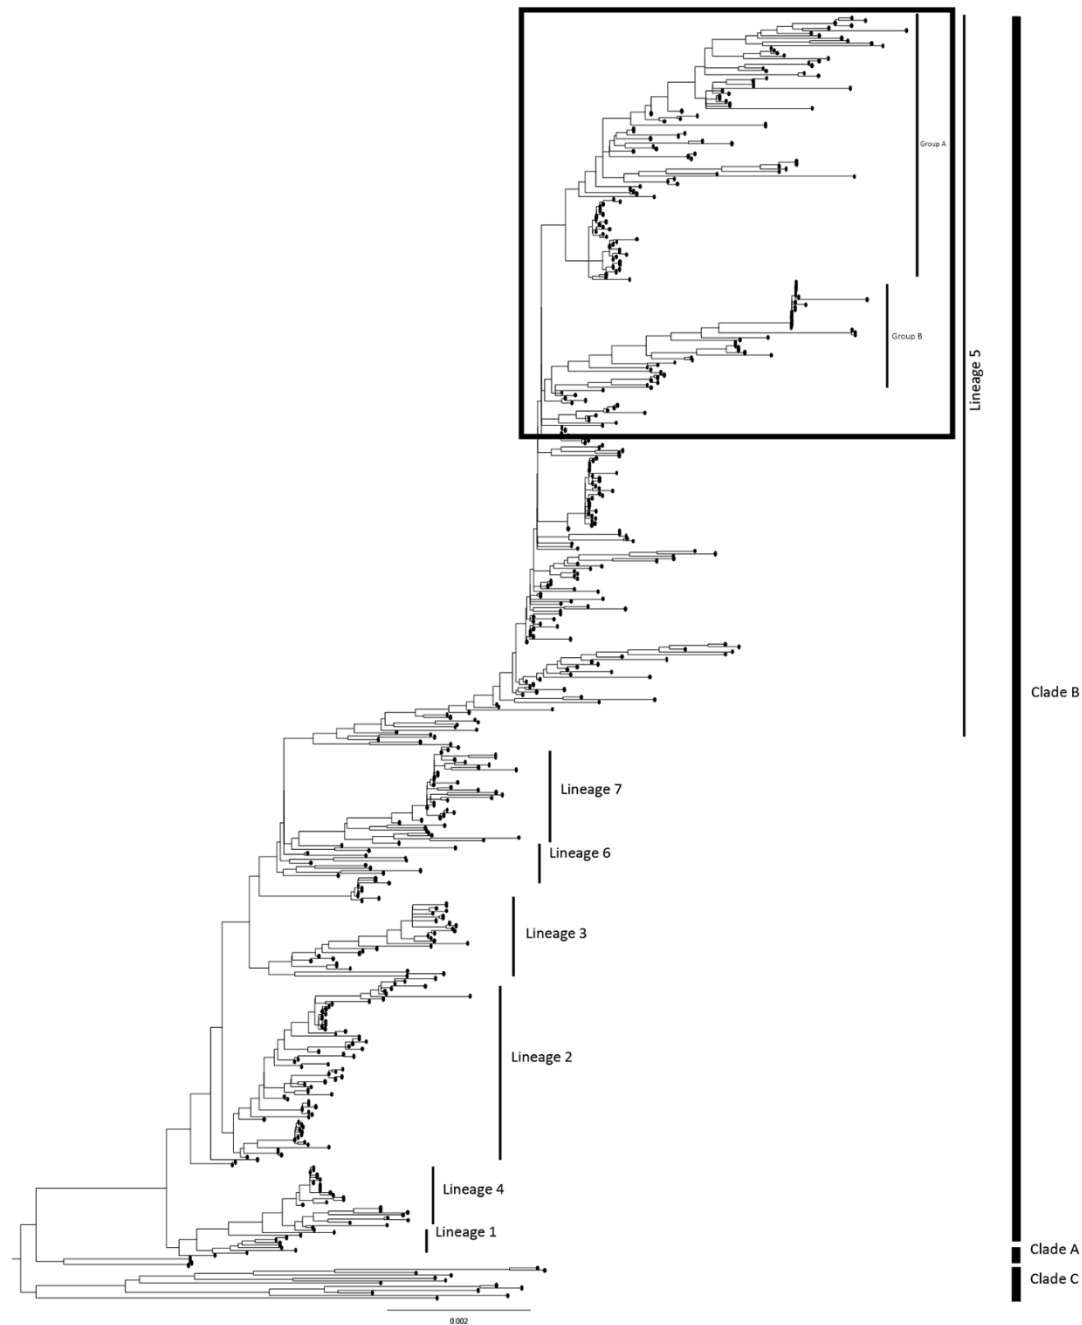 Group A
Group B
Lineage 5
Clade B
Lineage 7
Lineage 6
Lineage 3
Lineage 2
Lineage 4
Lineage 1
Clade A
Clade C
0.002